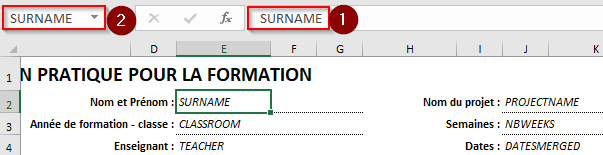 SURNAME 2 SURNAME 1
D E F G H I J K
1 N PRATIQUE POUR LA FORMATION
2 Nom et Prénom : SURNAME Nom du projet : PROJECTNAME
3 Année de formation - classe : CLASSROOM Semaines : NBWEEKS
4 Enseignant : TEACHER Dates : DATESMERGED